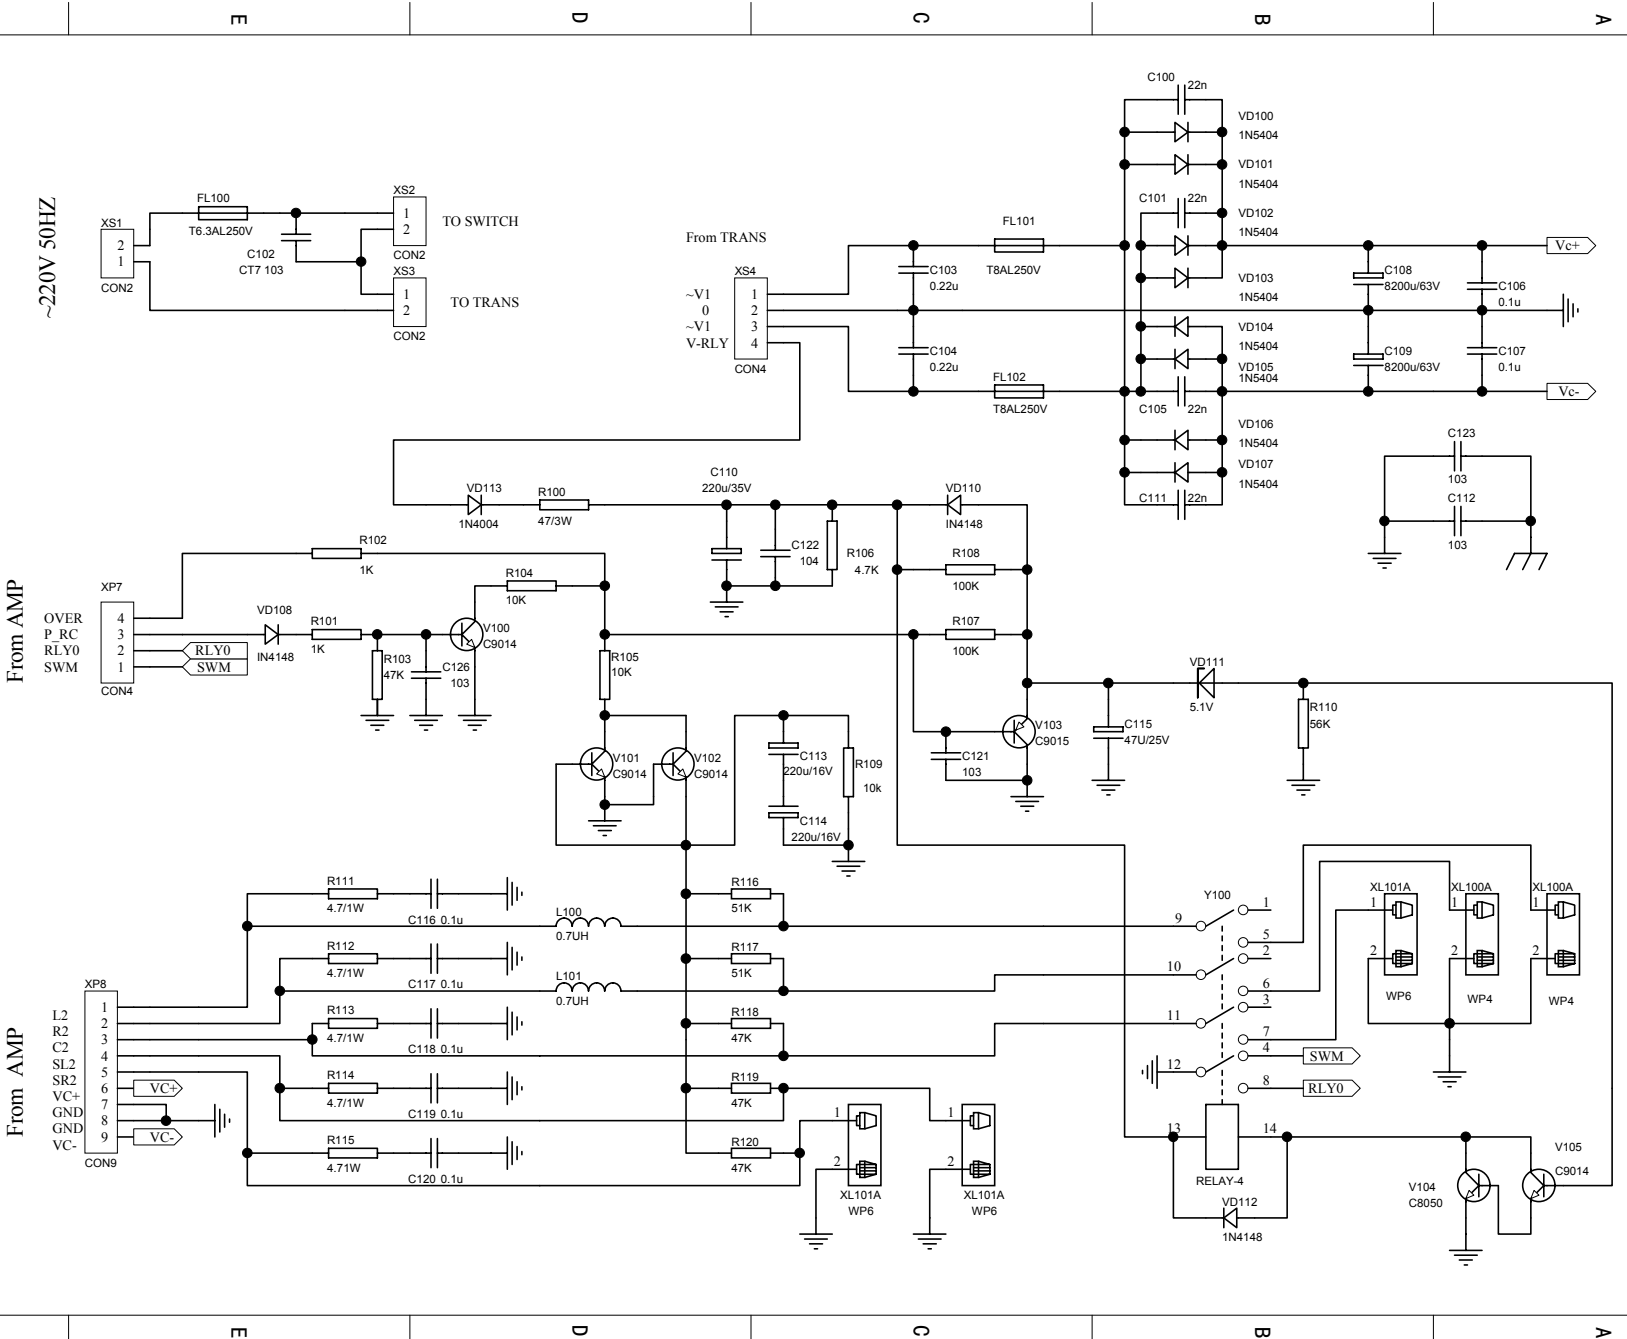 E
D
C
B
A
C100
22n
VD100
1N5404
VD101
1N5404
C101
22n
VD102
1N5404
VD103
1N5404
VD104
1N5404
VD105
1N5404
C105
22n
VD106
1N5404
VD107
1N5404
C111
22n
~220V 50HZ
XS1
2
1
CON2
FL100
T6.3AL250V
C102
CT7 103
XS2
1
2
CON2
TO SWITCH
XS3
1
2
CON2
TO TRANS
From TRANS
XS4
~V1
0
~V1
V-RLY
1
2
3
4
CON4
C103
0.22u
C104
0.22u
FL101
T8AL250V
FL102
T8AL250V
C108
8200u/63V
C109
8200u/63V
C106
0.1u
C107
0.1u
Vc+
Vc-
C123
103
C112
103
VD113
1N4004
R100
47/3W
C110
220u/35V
C122
104
R106
4.7K
VD110
IN4148
R108
100K
R107
100K
R102
1K
R104
10K
From AMP
XP7
OVER
P_RC
RLY0
SWM
4
3
2
1
CON4
RLY0
SWM
VD108
IN4148
R101
1K
R103
47K
C126
103
V100
C9014
R105
10K
V101
C9014
V102
C9014
C113
220u/16V
C114
220u/16V
R109
10k
C121
103
V103
C9015
C115
47U/25V
VD111
5.1V
R110
56K
R111
4.7/1W
C116 0.1u
R112
4.7/1W
C117 0.1u
R113
4.7/1W
C118 0.1u
R114
4.7/1W
C119 0.1u
R115
4.71W
C120 0.1u
L100
0.7UH
L101
0.7UH
R116
51K
R117
51K
R118
47K
R119
47K
R120
47K
From AMP
XP8
L2
R2
C2
SL2
SR2
VC+
GND
GND
VC-
1
2
3
4
5
6
7
8
9
CON9
VC+
VC-
1
2
XL101A
WP6
1
2
XL101A
WP6
Y100
9
10
11
12
1
5
2
6
3
7
4
8
SWM
RLY0
13
14
RELAY-4
VD112
1N4148
XL101A
1
2
WP6
XL100A
1
2
WP4
XL100A
1
2
WP4
V104
C8050
V105
C9014
E
D
C
B
A